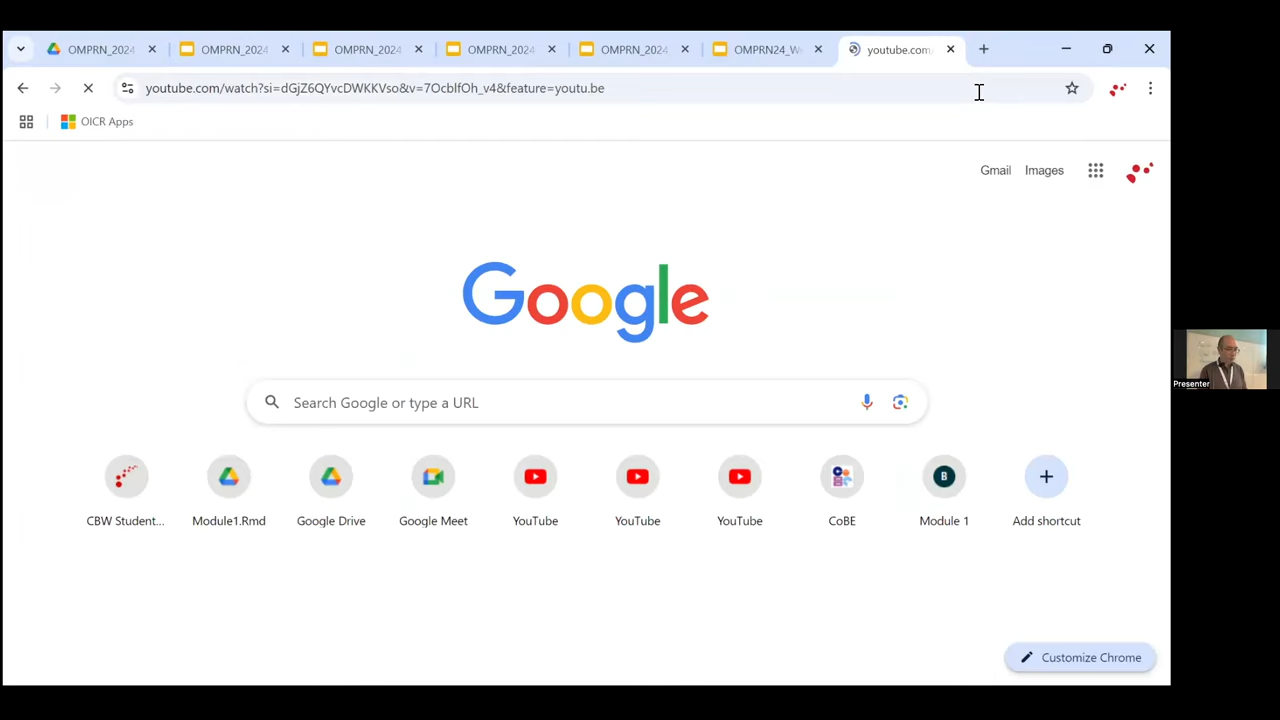 OMPRN_2024
OMPRN_2024
OMPRN_2024
OMPRN_2024
OMPRN_2024
OMPRN24_W
youtube.com/
youtube.com/watch?si=dGjZ6QYvcDWKKVso&v=7OcbIfOh_v4&feature=youtu.be
OICR Apps
Gmail
Images
Google
Search Google or type a URL
CBW Student...
Module1.Rmd
Google Drive
Google Meet
YouTube
YouTube
YouTube
CoBE
B
Module 1
Add shortcut
Customize Chrome
Presenter